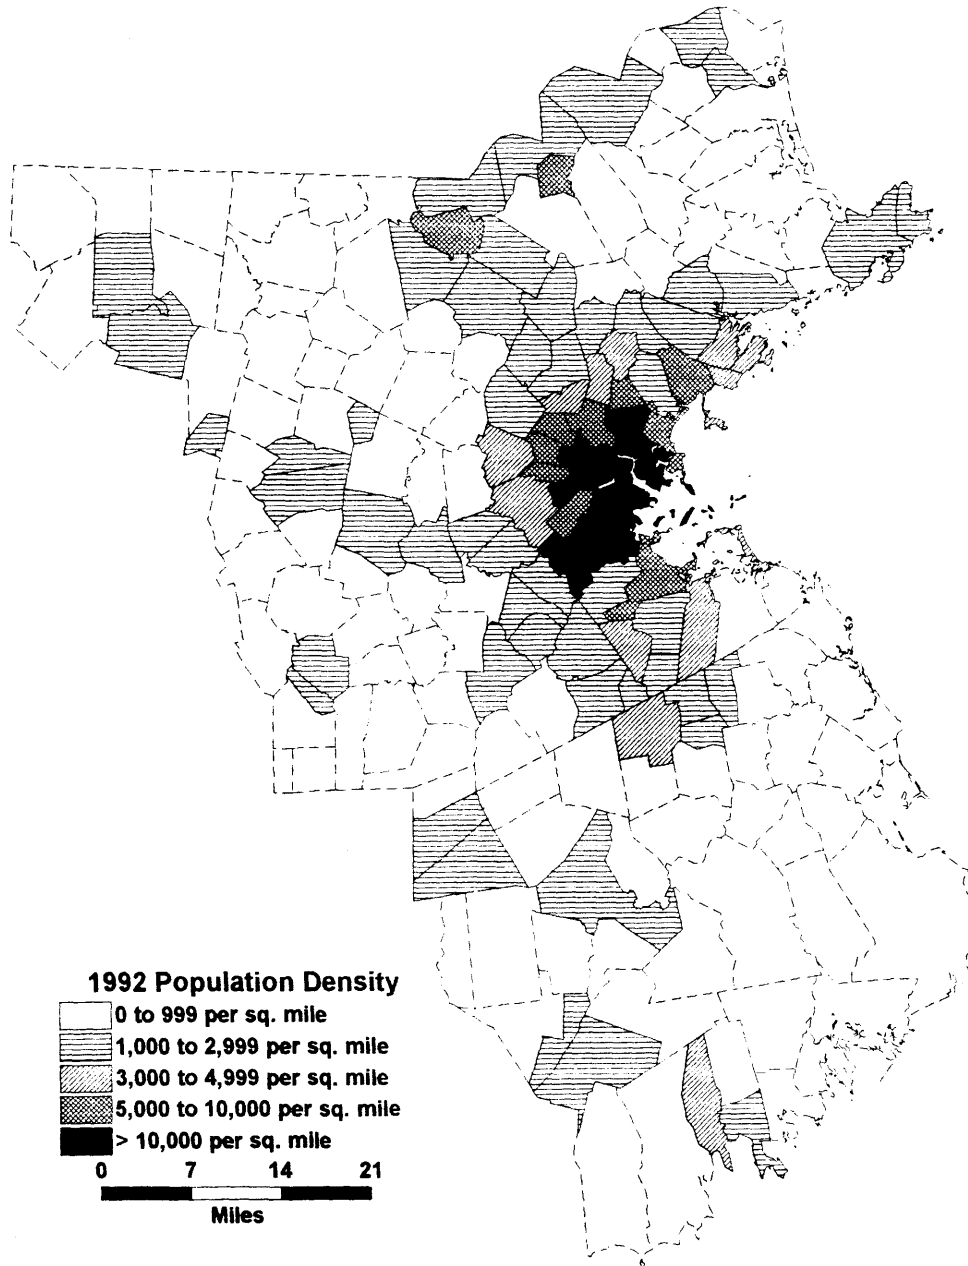 1992 Population Density
0 to 999 per sq. mile
1,000 to 2,999 per sq. mile
3,000 to 4,999 per sq. mile
5,000 to 10,000 per sq. mile
> 10,000 per sq. mile
0 7 14 21
Miles